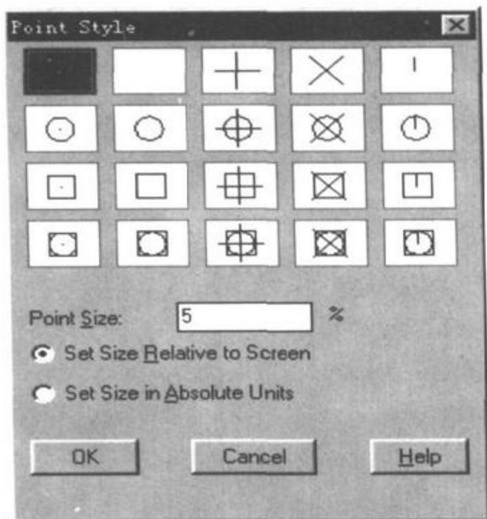 Point Style
Point Size: 5 %
Set Size Relative to Screen
Set Size in Absolute Units
OK Cancel Help